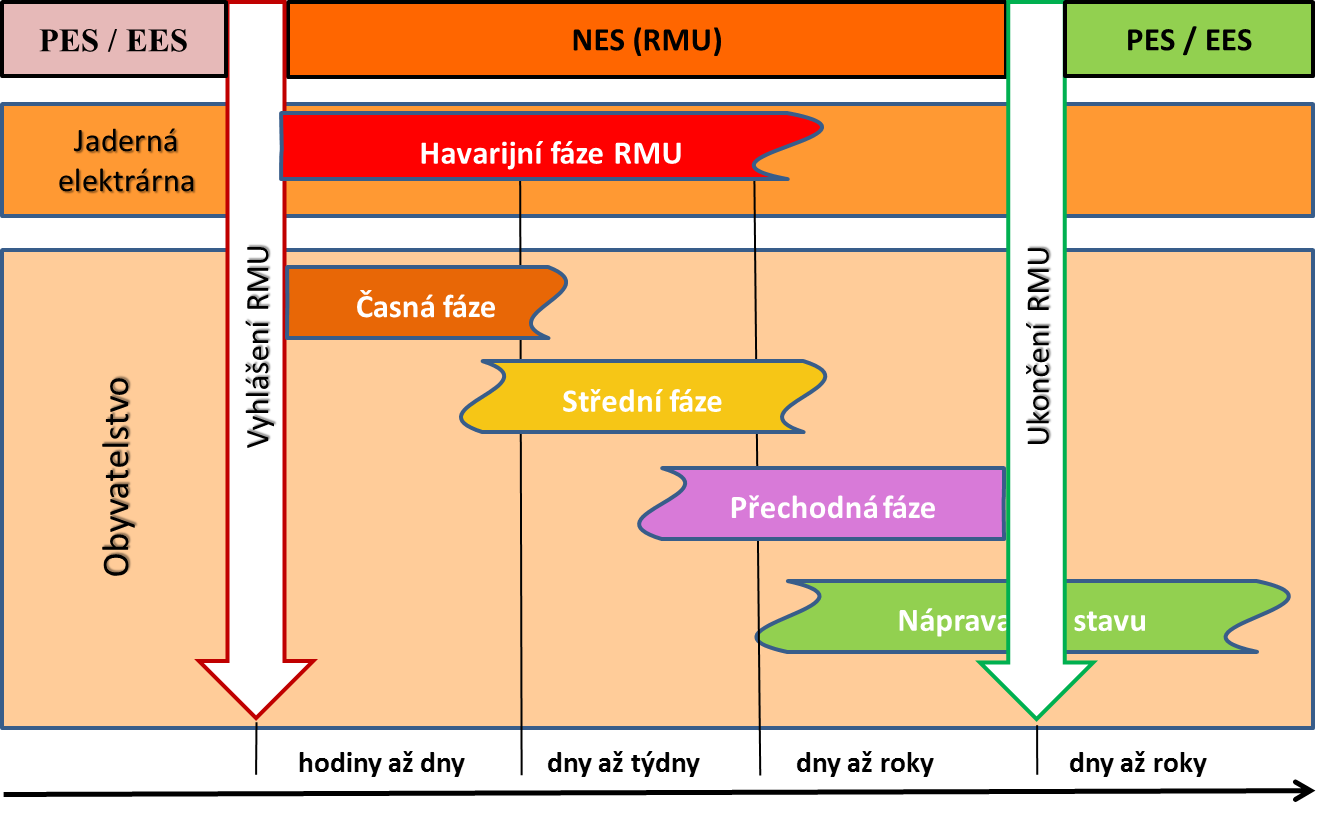 PES / EES
NES (RMU)
PES / EES
Jaderná
elektrárna
Havarijní fáze RMU
Vyhlášení RMU
Ukončení RMU
Obyvatelstvo
Časná fáze
Střední fáze
Přechodná fáze
Náprava stavu
hodiny až dny
dny až týdny
dny až roky
dny až roky